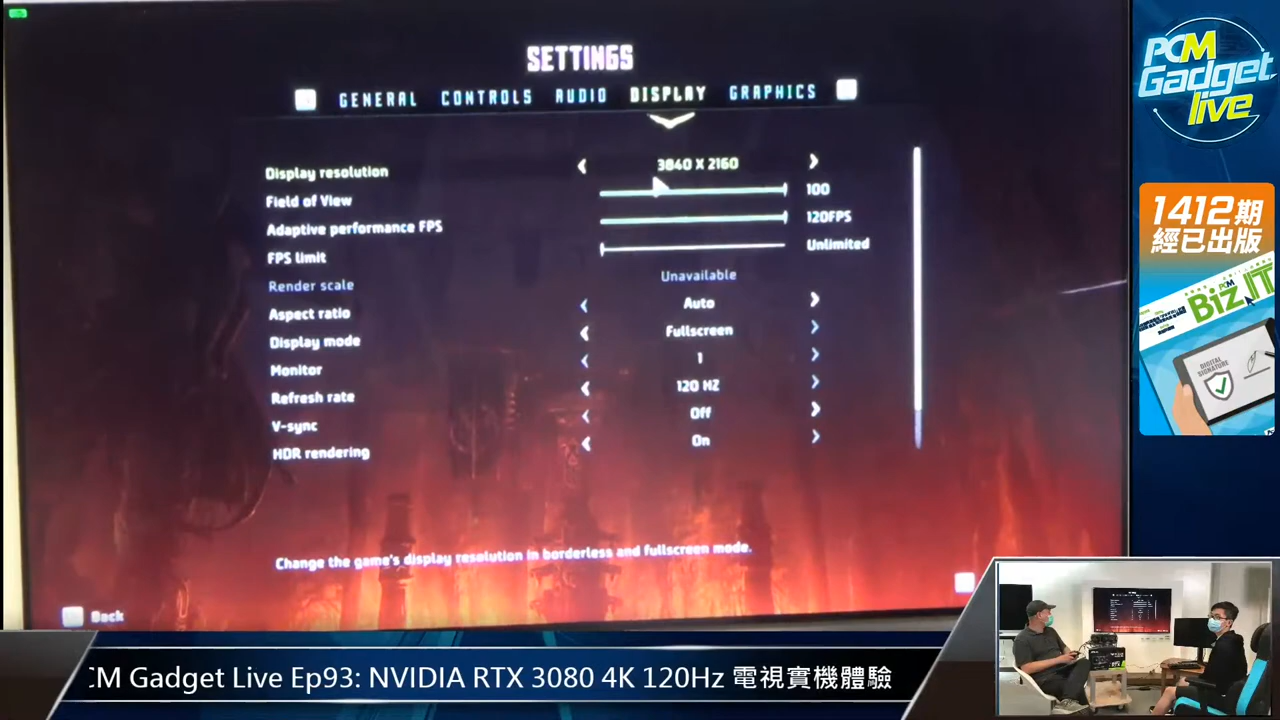 SETTINGS
GENERAL CONTROLS AUDIO DISPLAY GRAPHICS
Display resolution 3840 X 2160
Field of View 100
Adaptive performance FPS 120FPS
FPS limit Unlimited
Render scale Unavailable
Aspect ratio Auto
Display mode Fullscreen
Monitor 1
Refresh rate 120 HZ
V-sync Off
HDR rendering On
Change the game's display resolution in borderless and fullscreen mode.
Back
PCM
Gadget
live
1412期
經已出版
PCM
BizIT
DIGITAL
SIGNATURE
CM Gadget Live Ep93: NVIDIA RTX 3080 4K 120Hz 電視實機體驗